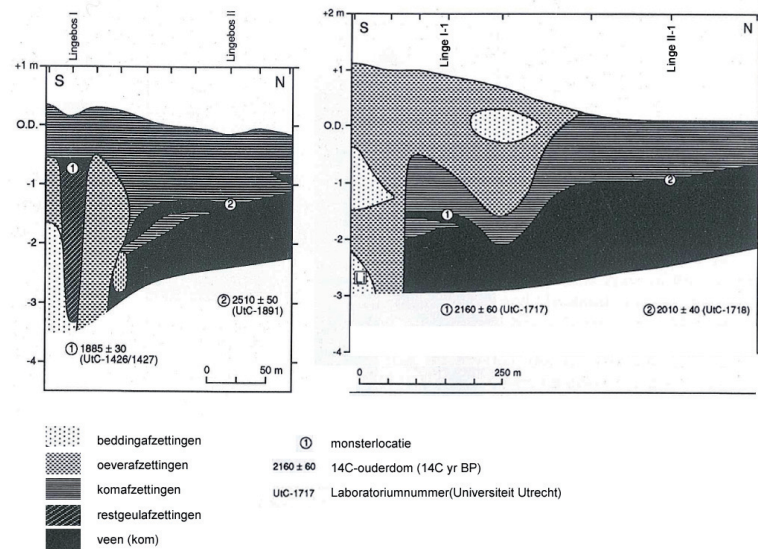 Lingebos I
Lingebos II
+1 m
S
N
O.D.
-1
-2
-3
-4
①
②
② 2510 ± 50
(UtC-1891)
① 1885 ± 30
(UtC-1426/1427)
0 50 m
+2 m
Linge I-1
Linge II-1
S
N
+1
O.D.
-1
-2
-3
-4
①
②
① 2160 ± 60 (UtC-1717)
② 2010 ± 40 (UtC-1718)
0 250 m
beddingafzettingen
oeverafzettingen
komafzettingen
restgeulafzettingen
veen (kom)
① monsterlocatie
2160 ± 60 14C-ouderdom (14C yr BP)
UtC-1717 Laboratoriumnummer(Universiteit Utrecht)